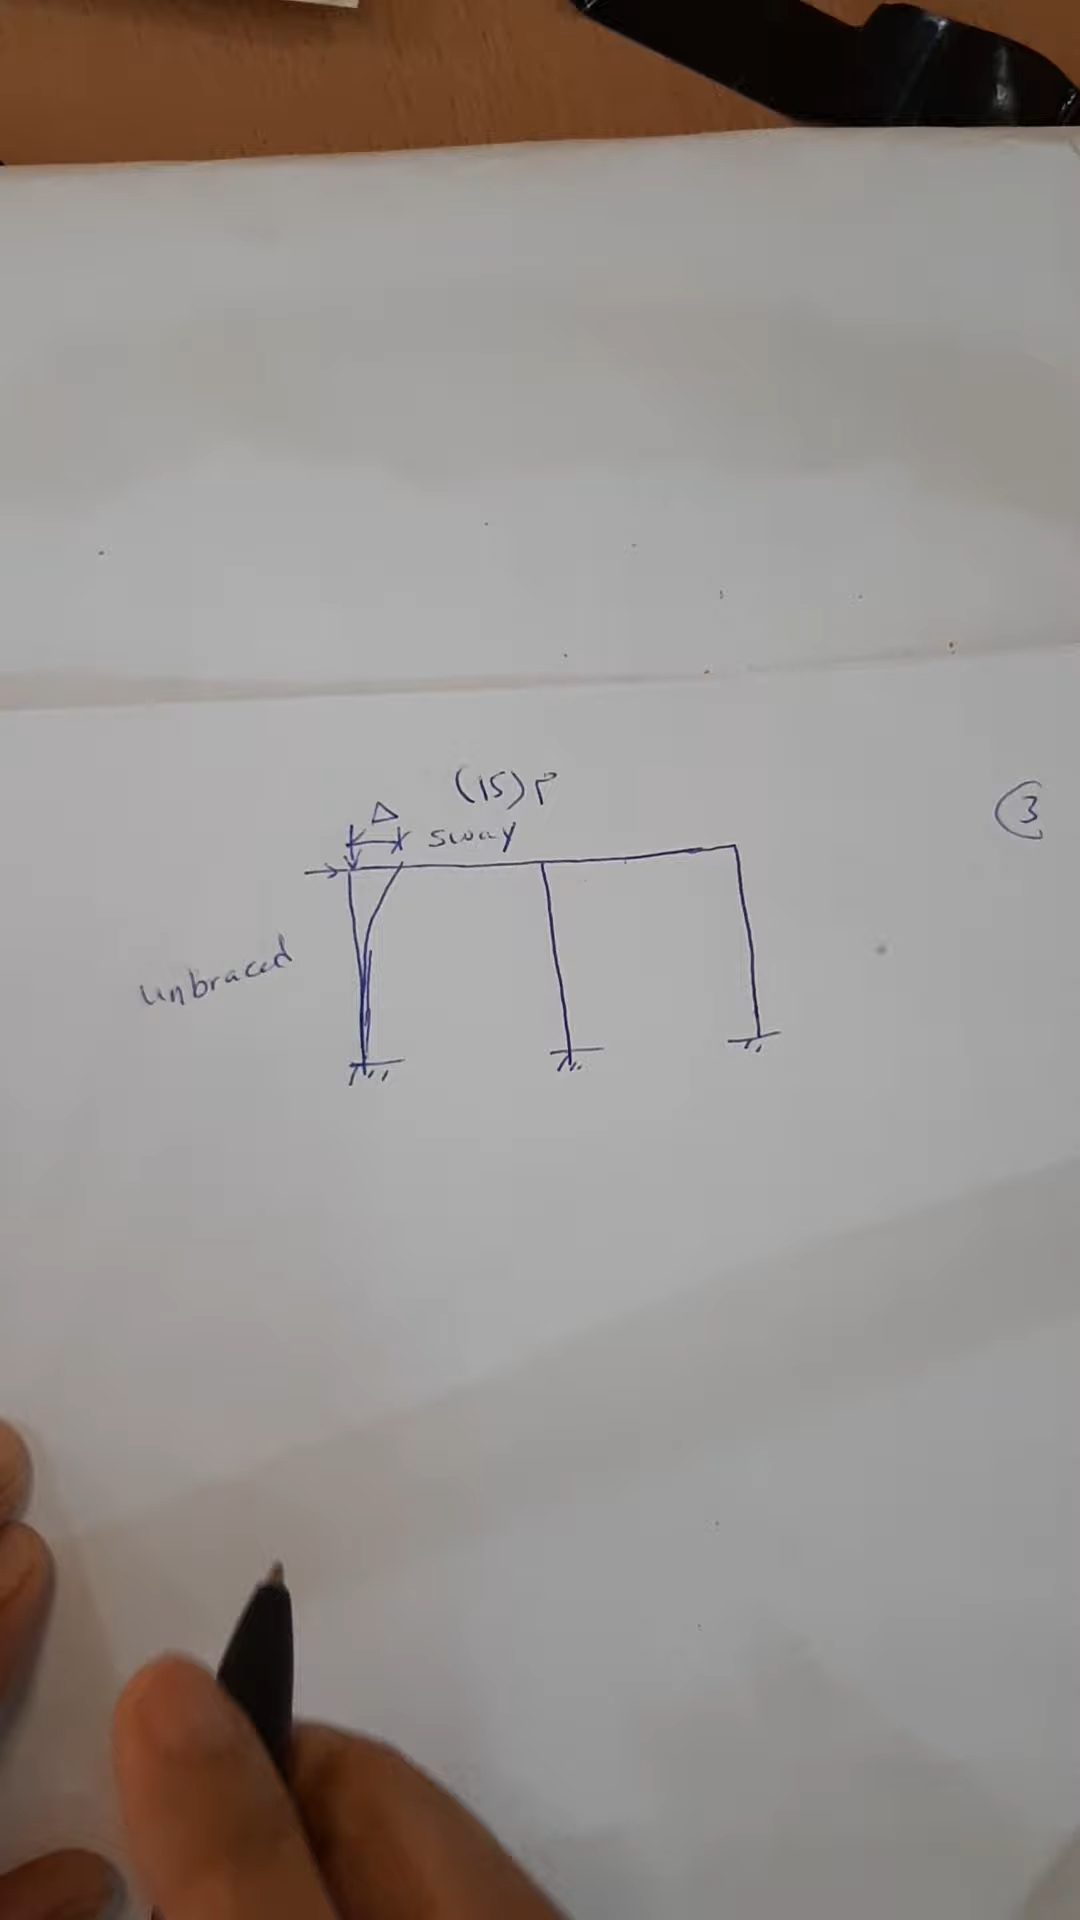 (15)P
③
Δ
sway
unbraced